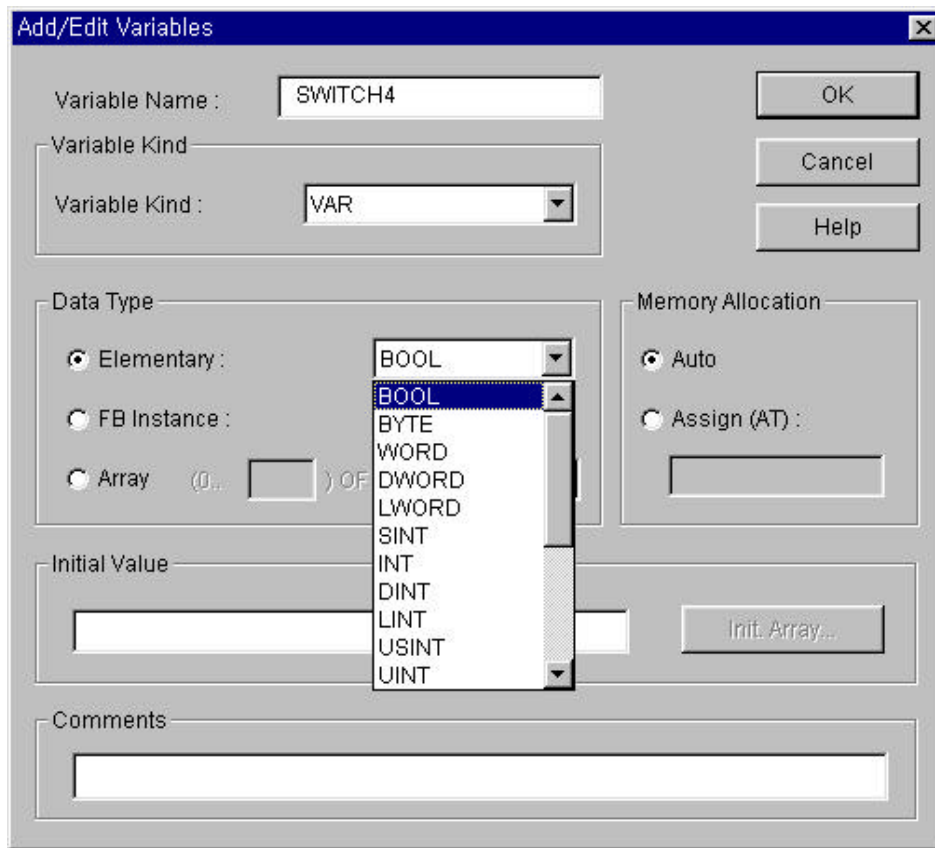 Add/Edit Variables
Variable Name : SWITCH4
OK
Variable Kind
Cancel
Variable Kind : VAR
Help
Data Type
Memory Allocation
Elementary : BOOL
Auto
BOOL
FB Instance :
BYTE
Assign (AT) :
WORD
Array (0.. ) OF
DWORD
LWORD
SINT
Initial Value
INT
DINT
LINT
Init. Array...
USINT
UINT
Comments